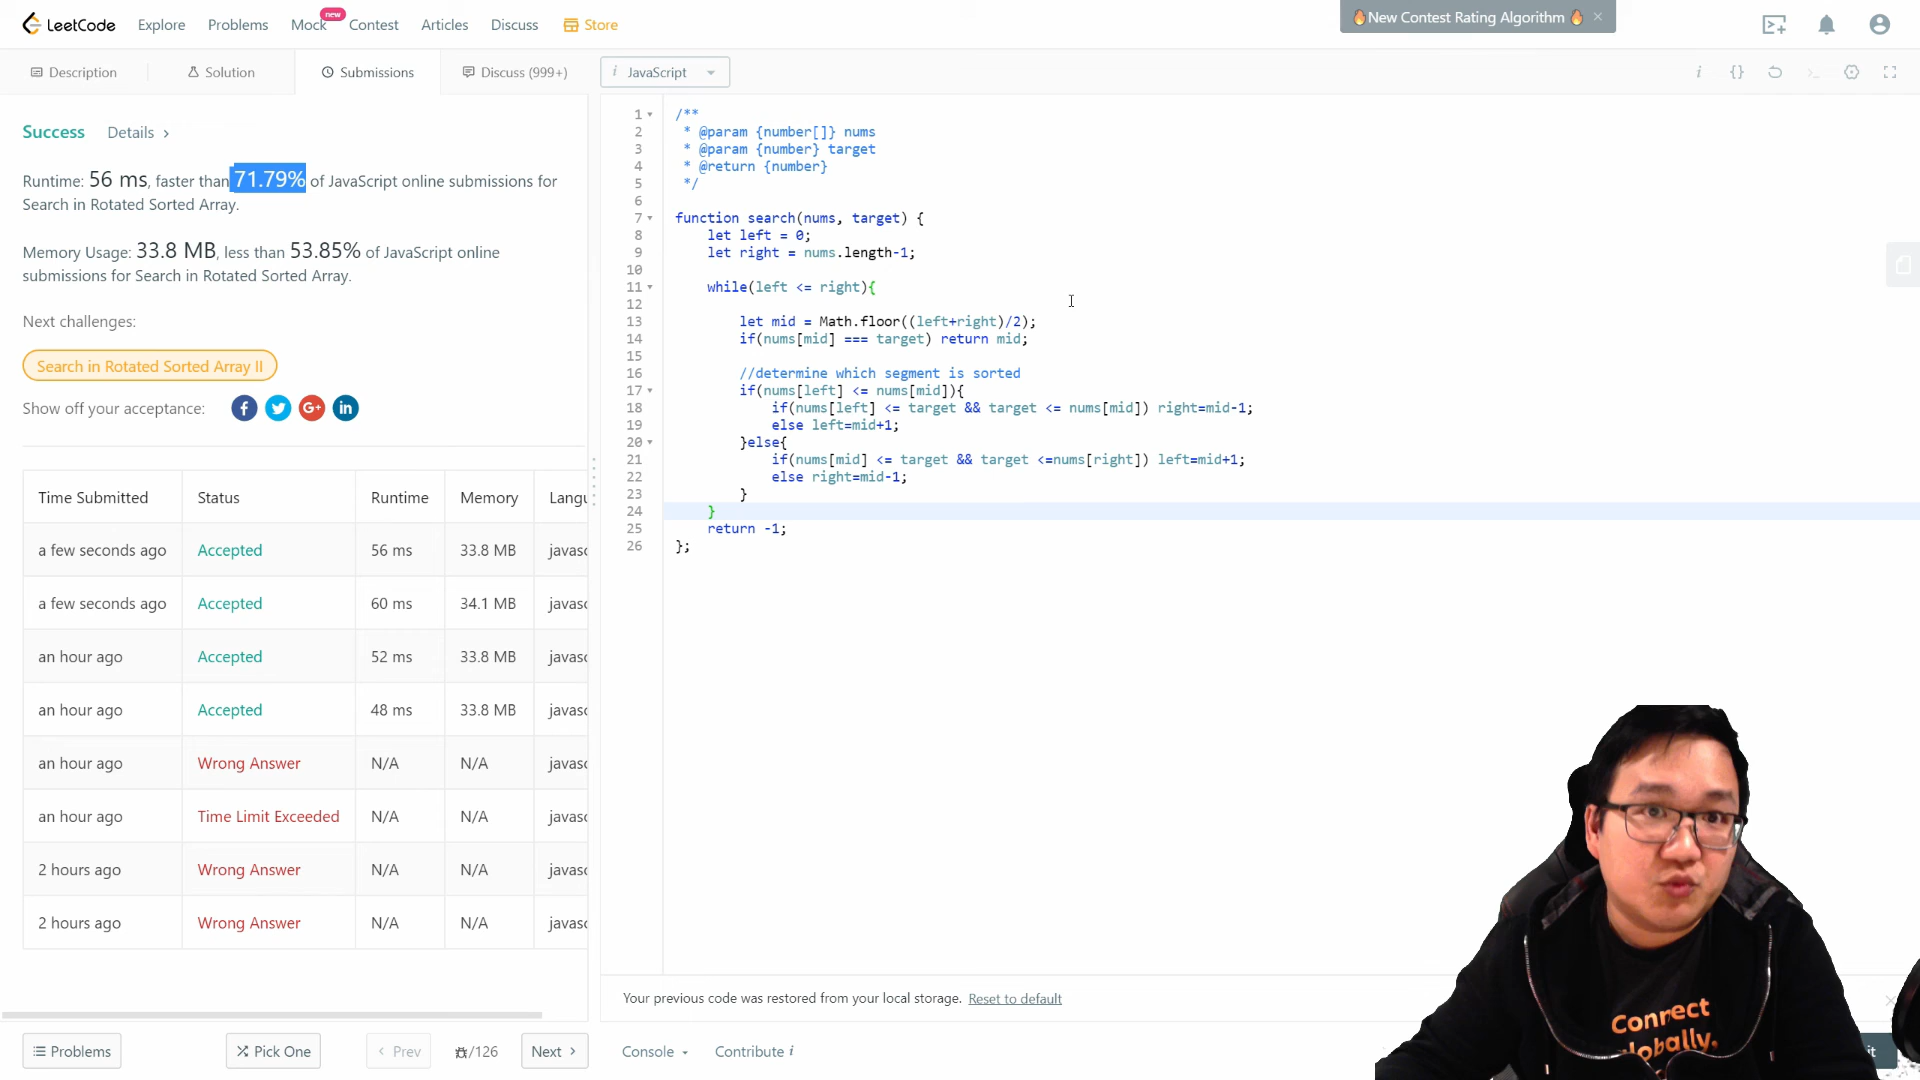 LeetCode Explore Problems Mock new Contest Articles Discuss Store 🔥New Contest Rating Algorithm 🔥 ×
Description Solution Submissions Discuss (999+) i JavaScript
Success Details >
Runtime: 56 ms, faster than 71.79% of JavaScript online submissions for
Search in Rotated Sorted Array.
Memory Usage: 33.8 MB, less than 53.85% of JavaScript online
submissions for Search in Rotated Sorted Array.
Next challenges:
Search in Rotated Sorted Array II
Show off your acceptance:
Time Submitted Status Runtime Memory Langu
a few seconds ago Accepted 56 ms 33.8 MB javasc
a few seconds ago Accepted 60 ms 34.1 MB javasc
an hour ago Accepted 52 ms 33.8 MB javasc
an hour ago Accepted 48 ms 33.8 MB javasc
an hour ago Wrong Answer N/A N/A javasc
an hour ago Time Limit Exceeded N/A N/A javasc
2 hours ago Wrong Answer N/A N/A javasc
2 hours ago Wrong Answer N/A N/A javasc
Problems Pick One < Prev /126 Next >
1 /**
2 * @param {number[]} nums
3 * @param {number} target
4 * @return {number}
5 */
6
7 function search(nums, target) {
8 let left = 0;
9 let right = nums.length-1;
10
11 while(left <= right){
12
13 let mid = Math.floor((left+right)/2);
14 if(nums[mid] === target) return mid;
15
16 //determine which segment is sorted
17 if(nums[left] <= nums[mid]){
18 if(nums[left] <= target && target <= nums[mid]) right=mid-1;
19 else left=mid+1;
20 }else{
21 if(nums[mid] <= target && target <=nums[right]) left=mid+1;
22 else right=mid-1;
23 }
24 }
25 return -1;
26 };
Your previous code was restored from your local storage. Reset to default
Console Contribute i
Connect
globally,